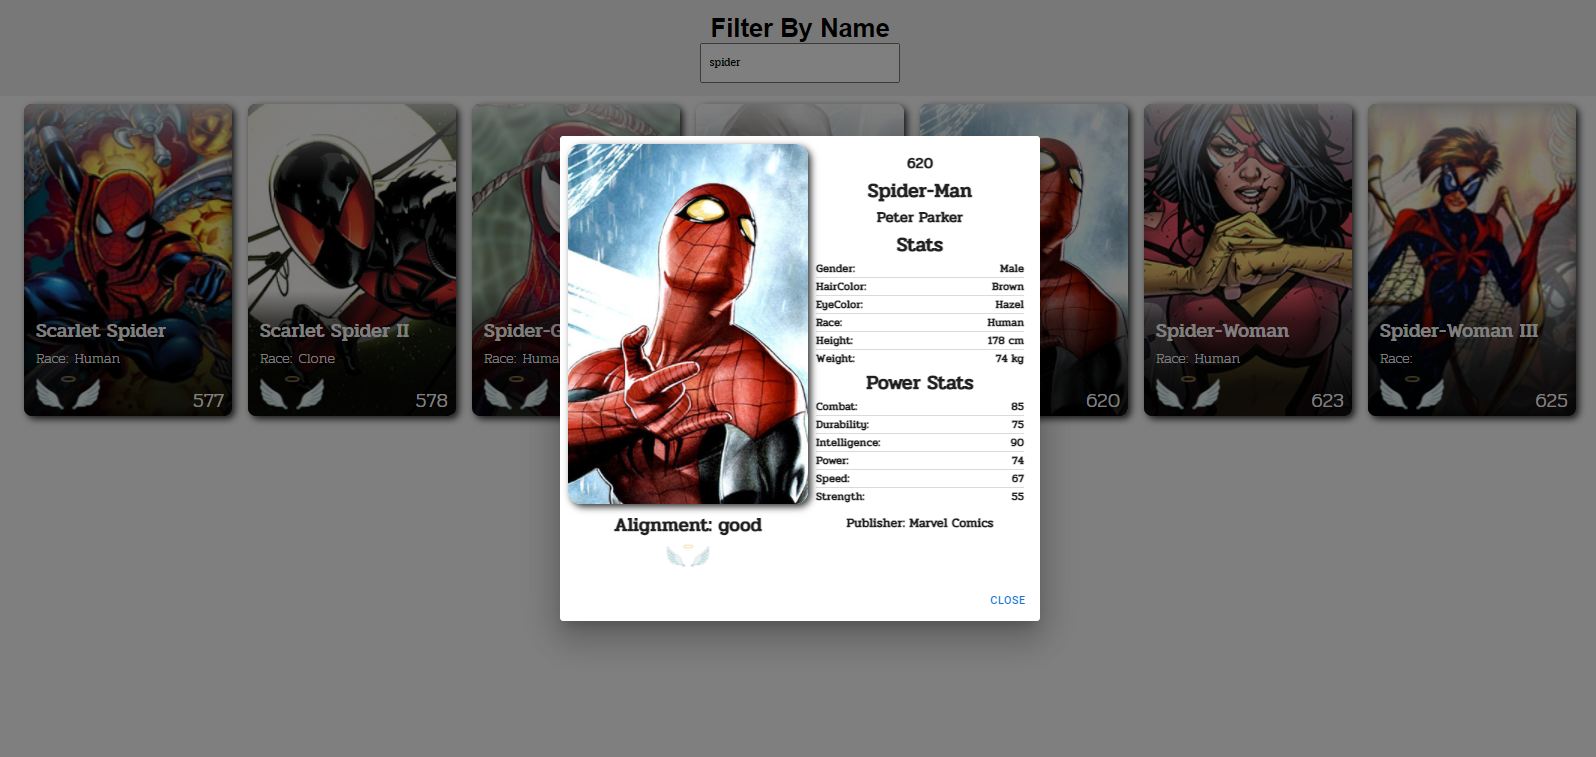 Filter By Name
spider
Scarlet Spider
Race: Human
577
Scarlet Spider II
Race: Clone
578
Spider-G
Race: Huma
620
Spider-Woman
Race: Human
623
Spider-Woman III
Race:
625
620
Spider-Man
Peter Parker
Stats
Gender: Male
HairColor: Brown
EyeColor: Hazel
Race: Human
Height: 178 cm
Weight: 74 kg
Power Stats
Combat: 85
Durability: 75
Intelligence: 90
Power: 74
Speed: 67
Strength: 55
Alignment: good
Publisher: Marvel Comics
CLOSE